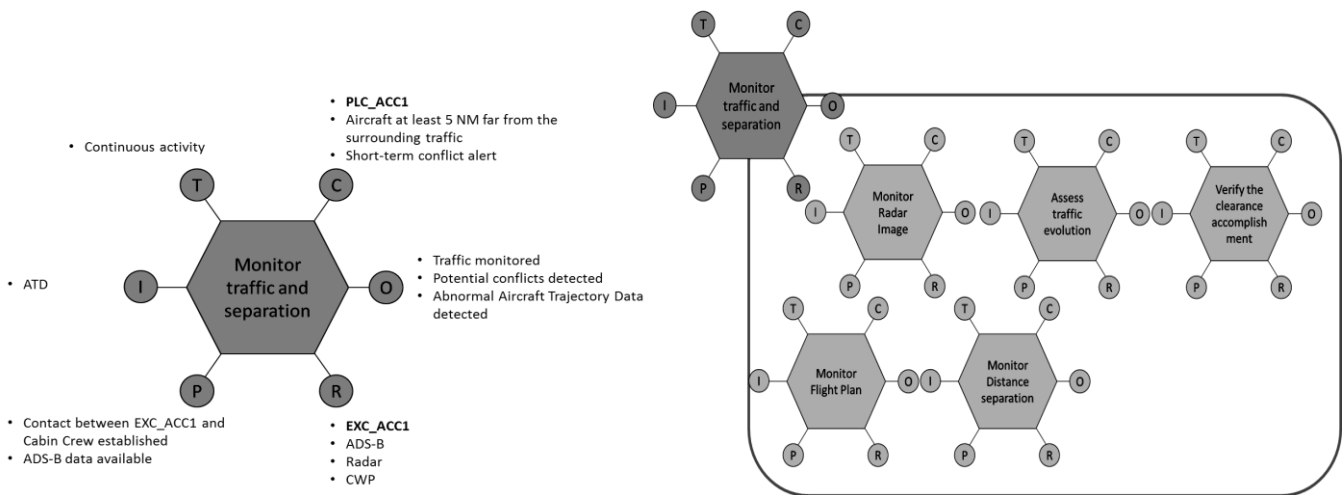 • PLC_ACC1
• Aircraft at least 5 NM far from the
surrounding traffic
• Short-term conflict alert
• Continuous activity
T
C
• ATD
I
Monitor
traffic and
separation
O
• Traffic monitored
• Potential conflicts detected
• Abnormal Aircraft Trajectory Data
detected
P
R
• Contact between EXC_ACC1 and
Cabin Crew established
• ADS-B data available
• EXC_ACC1
• ADS-B
• Radar
• CWP
T
C
I
Monitor
traffic and
separation
O
P
R
T
C
I
Monitor
Radar
Image
O
P
R
T
C
I
Assess
traffic
evolution
O
P
R
T
C
I
Verify the
clearance
accomplish
ment
O
P
R
T
C
I
Monitor
Flight Plan
O
P
R
T
C
I
Monitor
Distance
separation
O
P
R